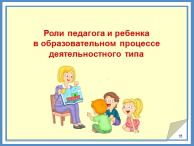 Роли педагога и ребенка
в образовательном процессе
деятельностного типа